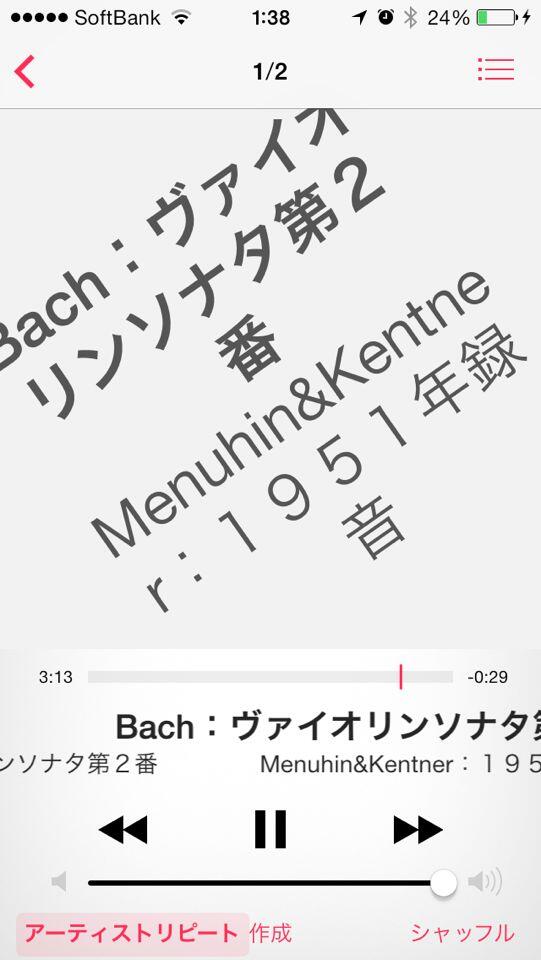 SoftBank 1:38 24%
1/2
Bach：ヴァイオ
リンソナタ第２
番
Menuhin&Kentne
r：１９５１年録
音
3:13 -0:29
Bach：ヴァイオリンソナタ第
ンソナタ第２番 Menuhin&Kentner：１９５
アーティストリピート 作成 シャッフル